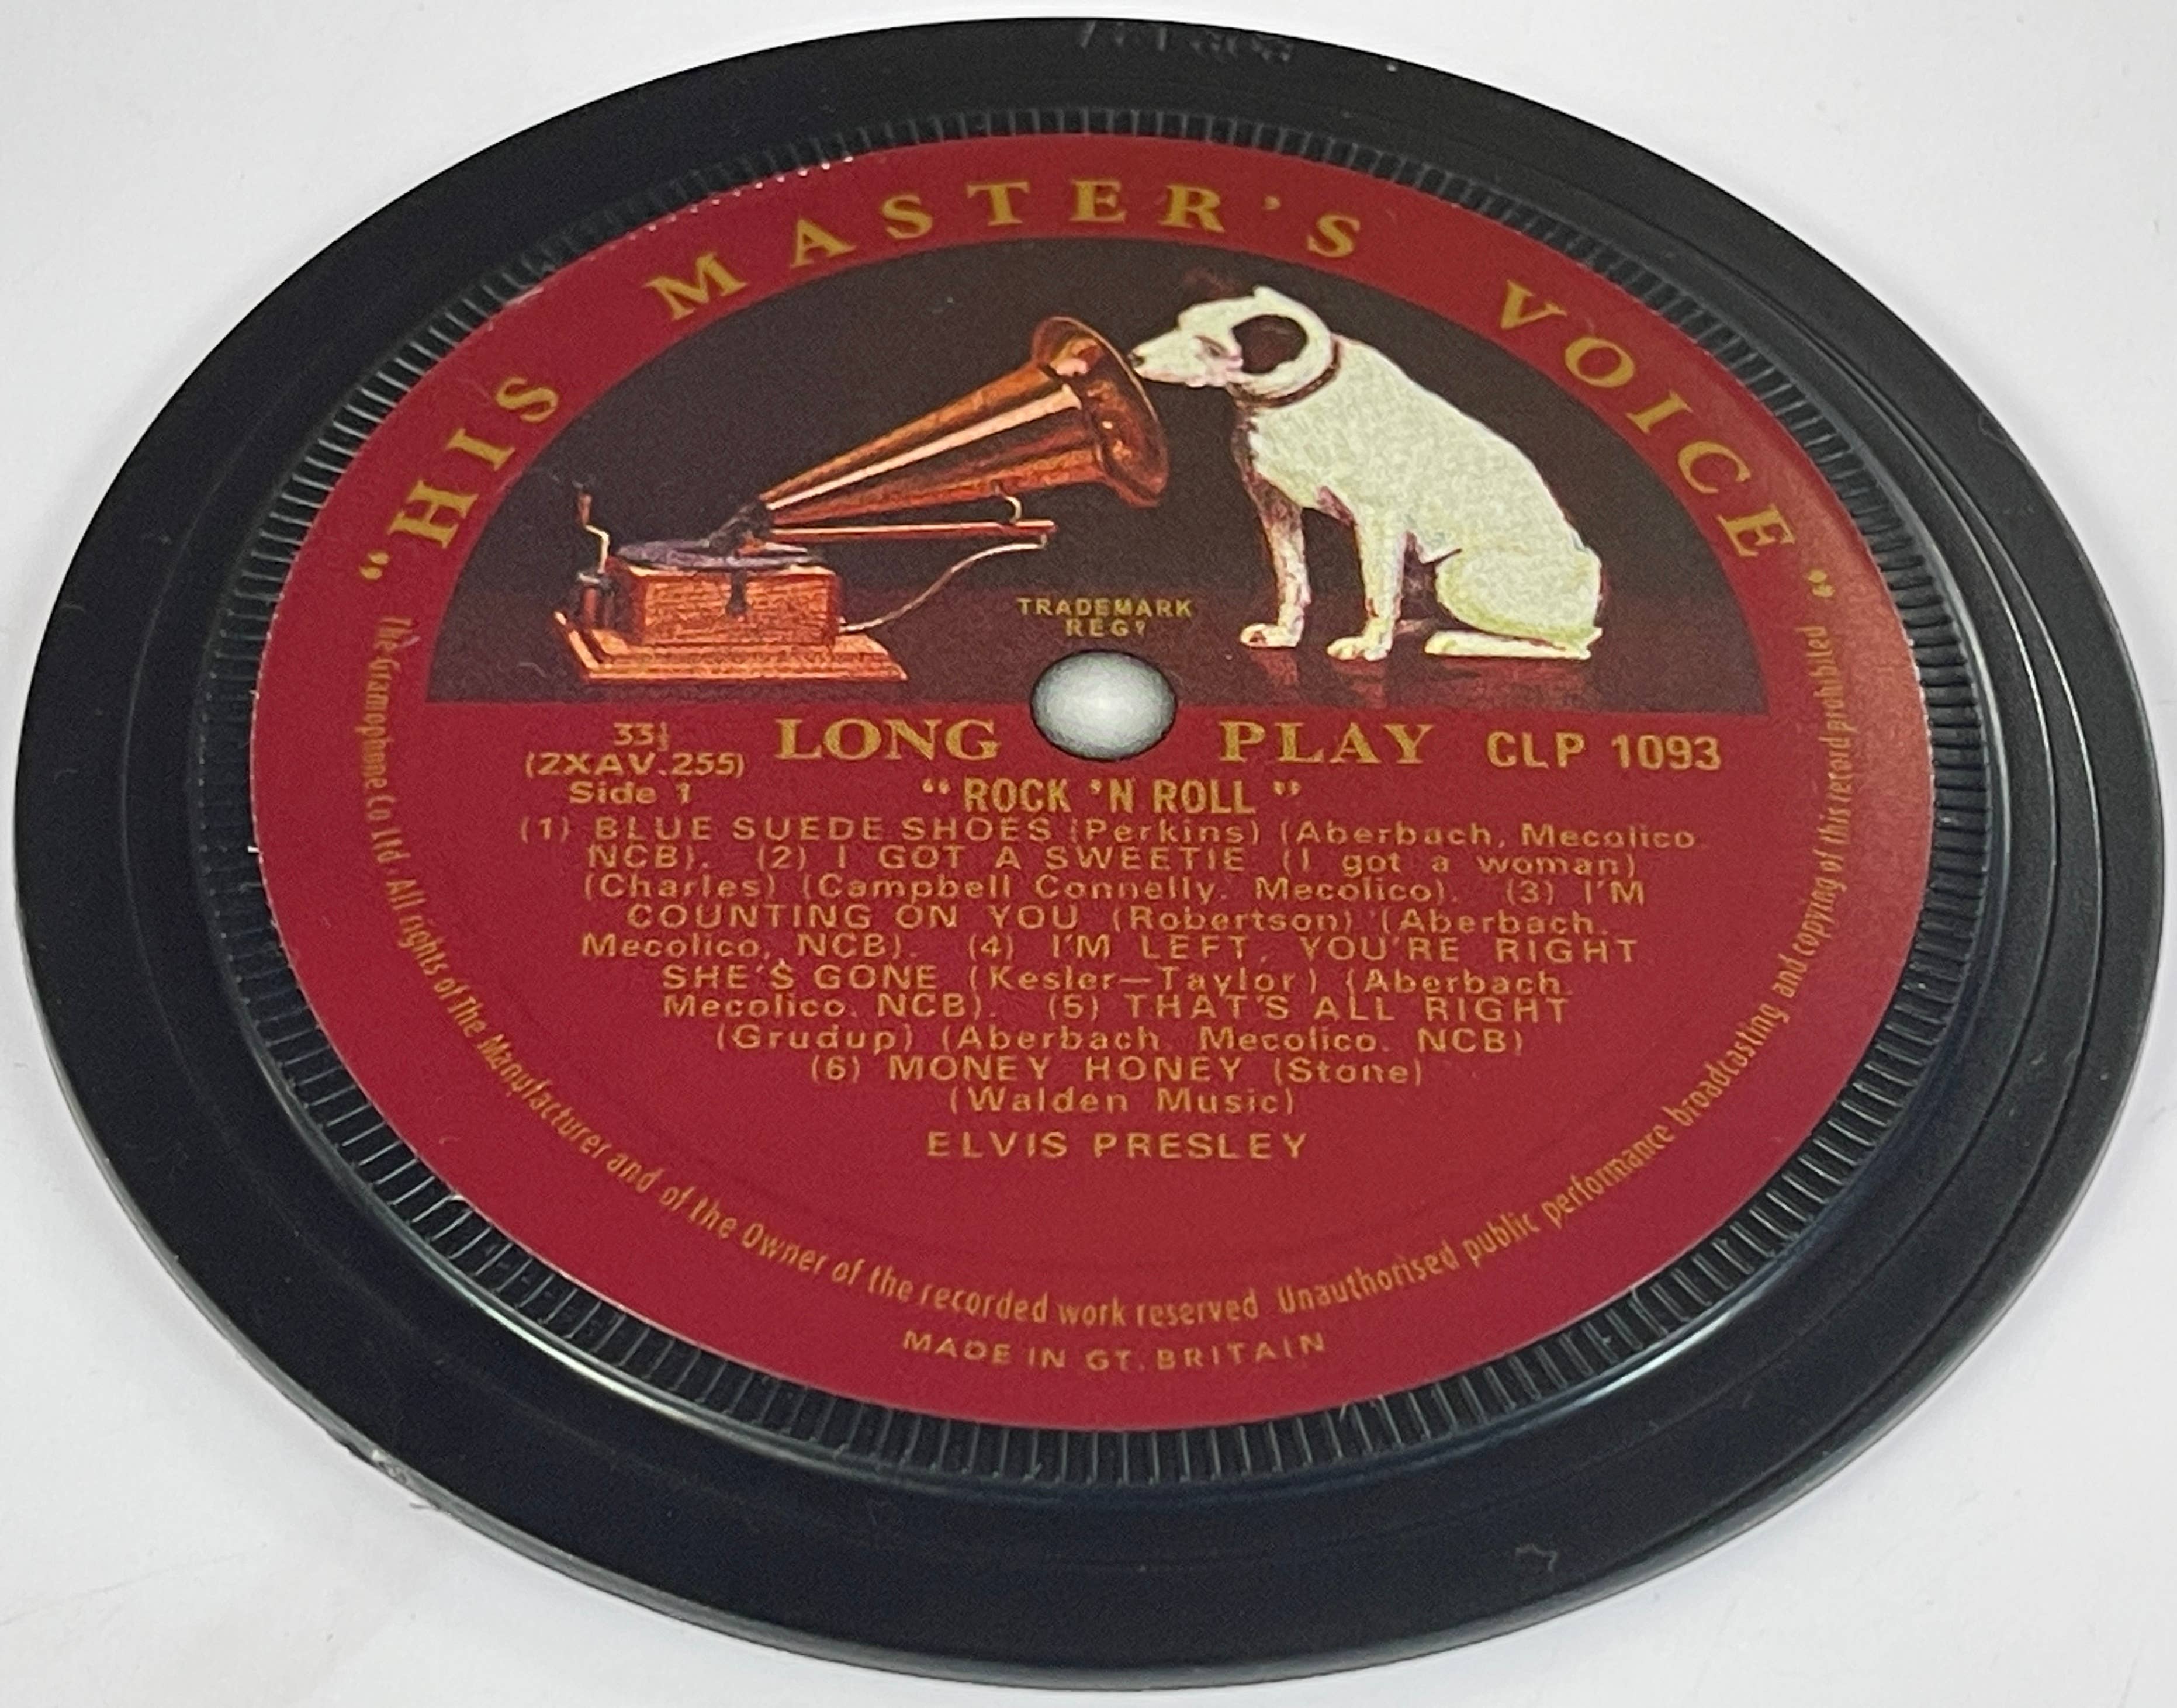 “HIS MASTER'S VOICE”
TRADEMARK
REGᴰ
33⅓
(2XAV.255)
Side 1
LONG PLAY CLP 1093
“ROCK 'N ROLL”
(1) BLUE SUEDE SHOES (Perkins) (Aberbach, Mecolico
NCB). (2) I GOT A SWEETIE (I got a woman)
(Charles) (Campbell Connelly. Mecolico). (3) I'M
COUNTING ON YOU (Robertson) (Aberbach.
Mecolico, NCB). (4) I'M LEFT, YOU'RE RIGHT
SHE'S GONE (Kesler—Taylor) (Aberbach
Mecolico. NCB). (5) THAT'S ALL RIGHT
(Grudup) (Aberbach. Mecolico. NCB)
(6) MONEY HONEY (Stone)
(Walden Music)
ELVIS PRESLEY
The Gramophone Co Ltd. All rights of The Manufacturer and of the Owner of the recorded work reserved Unauthorised public performance broadcasting and copying of this record prohibited
MADE IN GT. BRITAIN